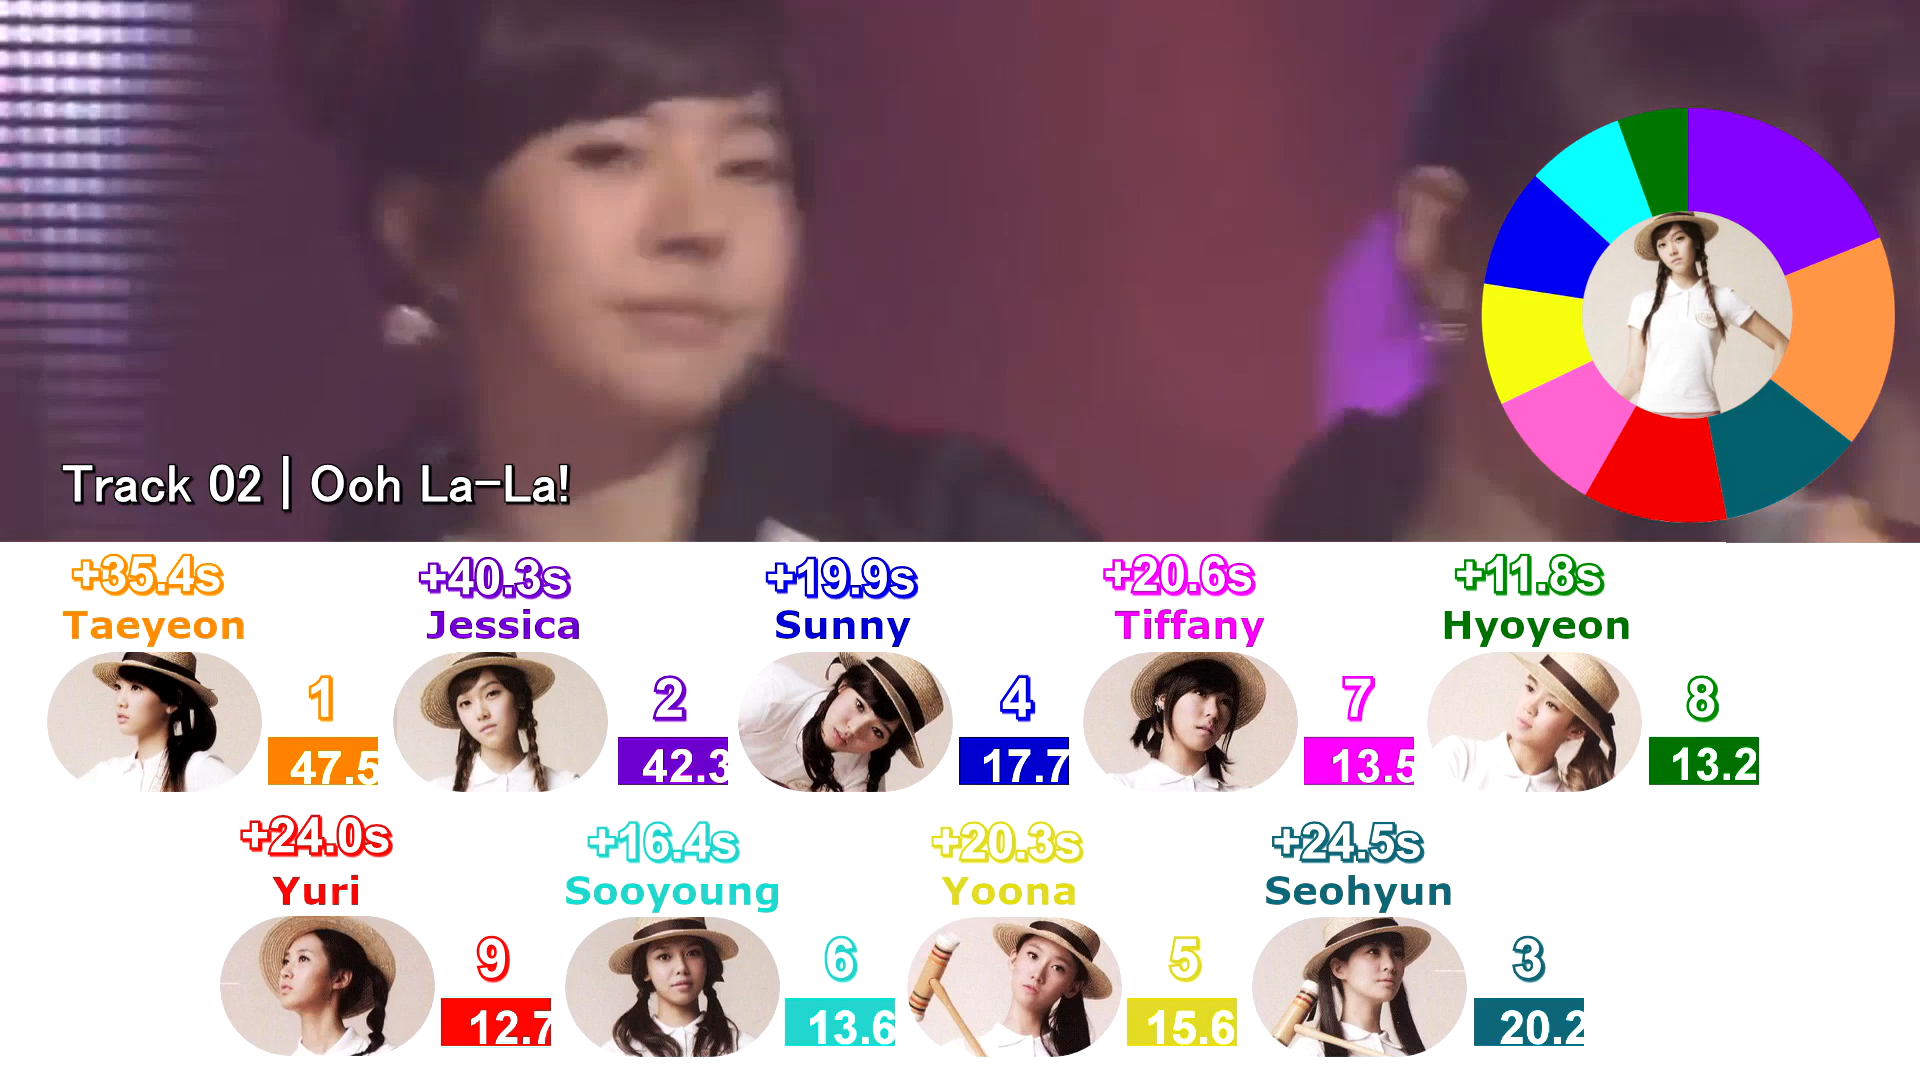 Track 02 | Ooh La-La!
+35.4s
Taeyeon
1
47.5
+40.3s
Jessica
2
42.3
+19.9s
Sunny
4
17.7
+20.6s
Tiffany
7
13.5
+11.8s
Hyoyeon
8
13.2
+24.0s
Yuri
9
12.7
+16.4s
Sooyoung
6
13.6
+20.3s
Yoona
5
15.6
+24.5s
Seohyun
3
20.2